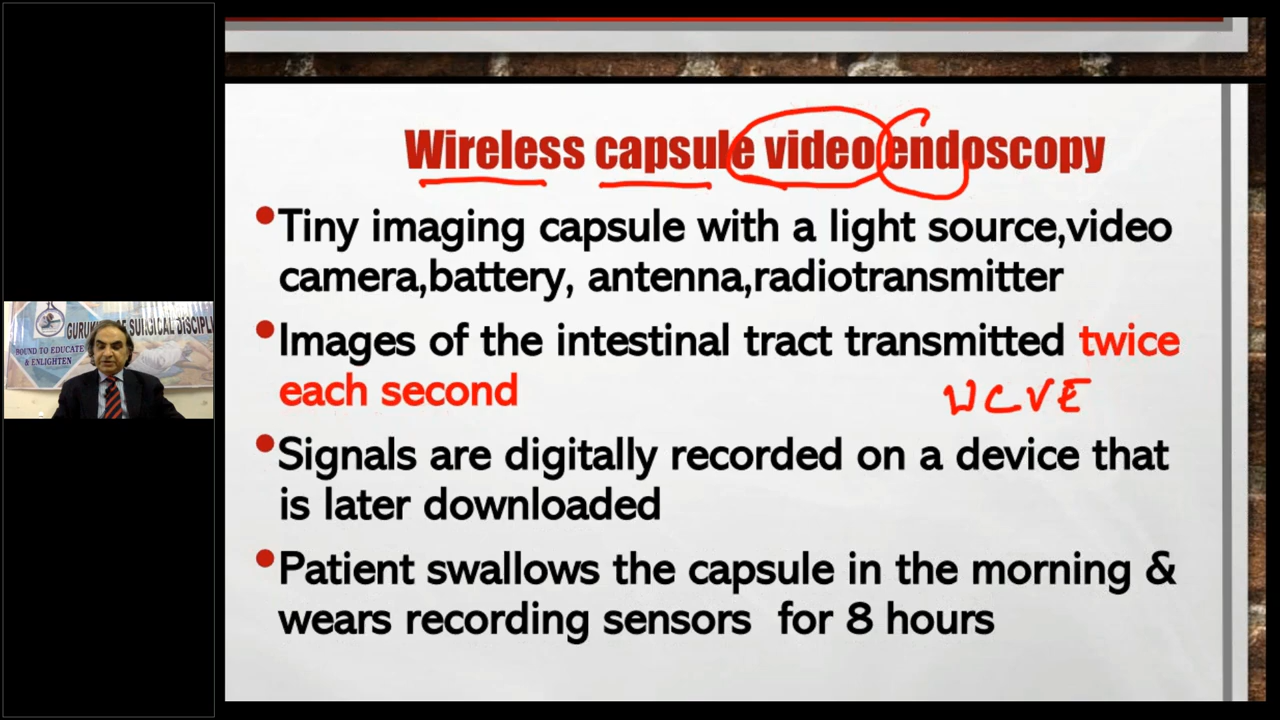 Wireless capsule video endoscopy
•Tiny imaging capsule with a light source,video
camera,battery, antenna,radiotransmitter
•Images of the intestinal tract transmitted twice
each second
WCVE
•Signals are digitally recorded on a device that
is later downloaded
•Patient swallows the capsule in the morning &
wears recording sensors for 8 hours
OF SURGICAL DISCIPLI
BOUND TO EDUCATE
& ENLIGHTEN